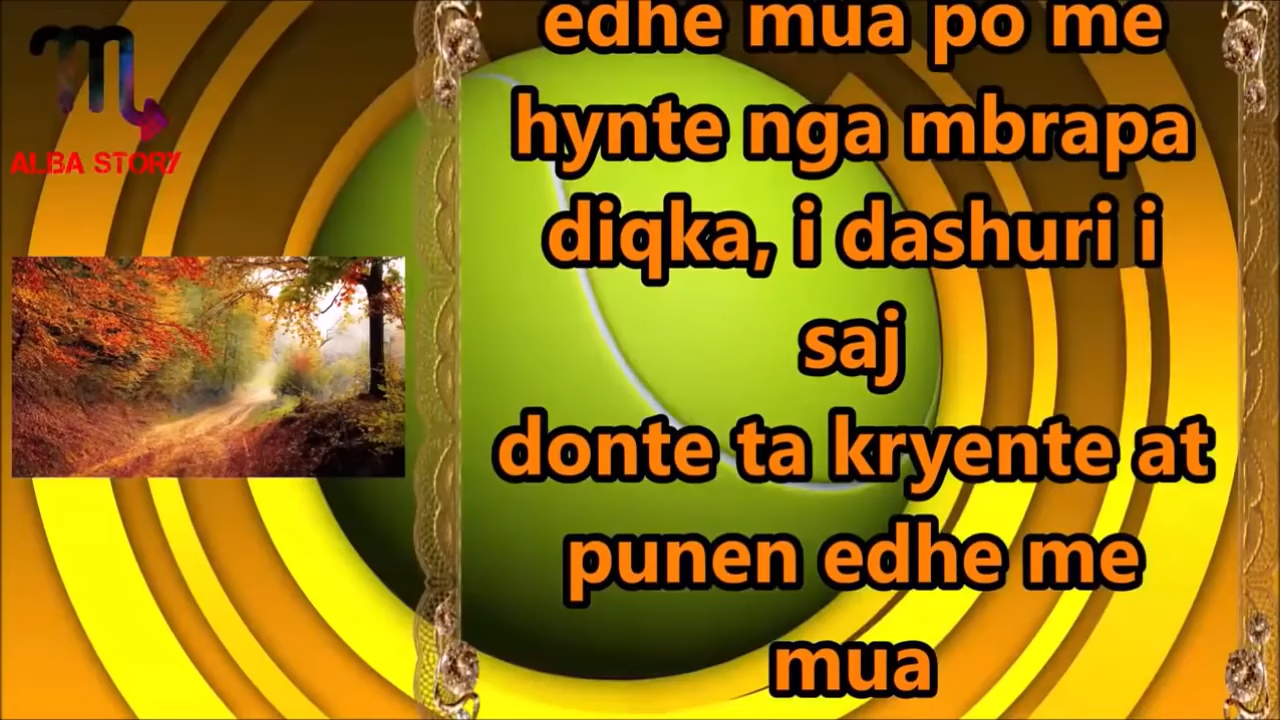 ALBA STORY
edhe mua po me
hynte nga mbrapa
diqka, i dashuri i
saj
donte ta kryente at
punen edhe me
mua